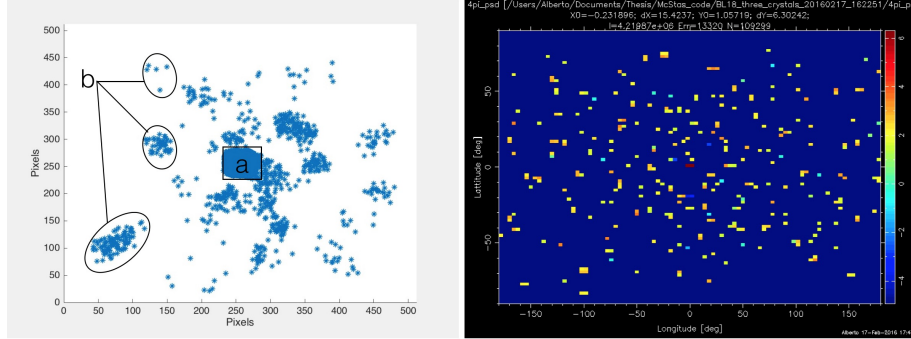 512
450
400
350
300
250
200
150
100
50
0
Pixels
b
a
0 50 100 150 200 250 300 350 400 450 500
Pixels
4pi_psd [/Users/Alberto/Documents/Thesis/McStas_code/BL18_three_crystals_20160217_162251/4pi_p
X0=-0.231896; dX=15.4237; Y0=1.05719; dY=6.30242;
I=4.21987e+06 Err=13320 N=109299
50
0
−50
Lattitude [deg]
−150 −100 −50 0 50 100 150
Longitude [deg]
6
4
2
0
−2
−4
Alberto 17−Feb−2016 17:4